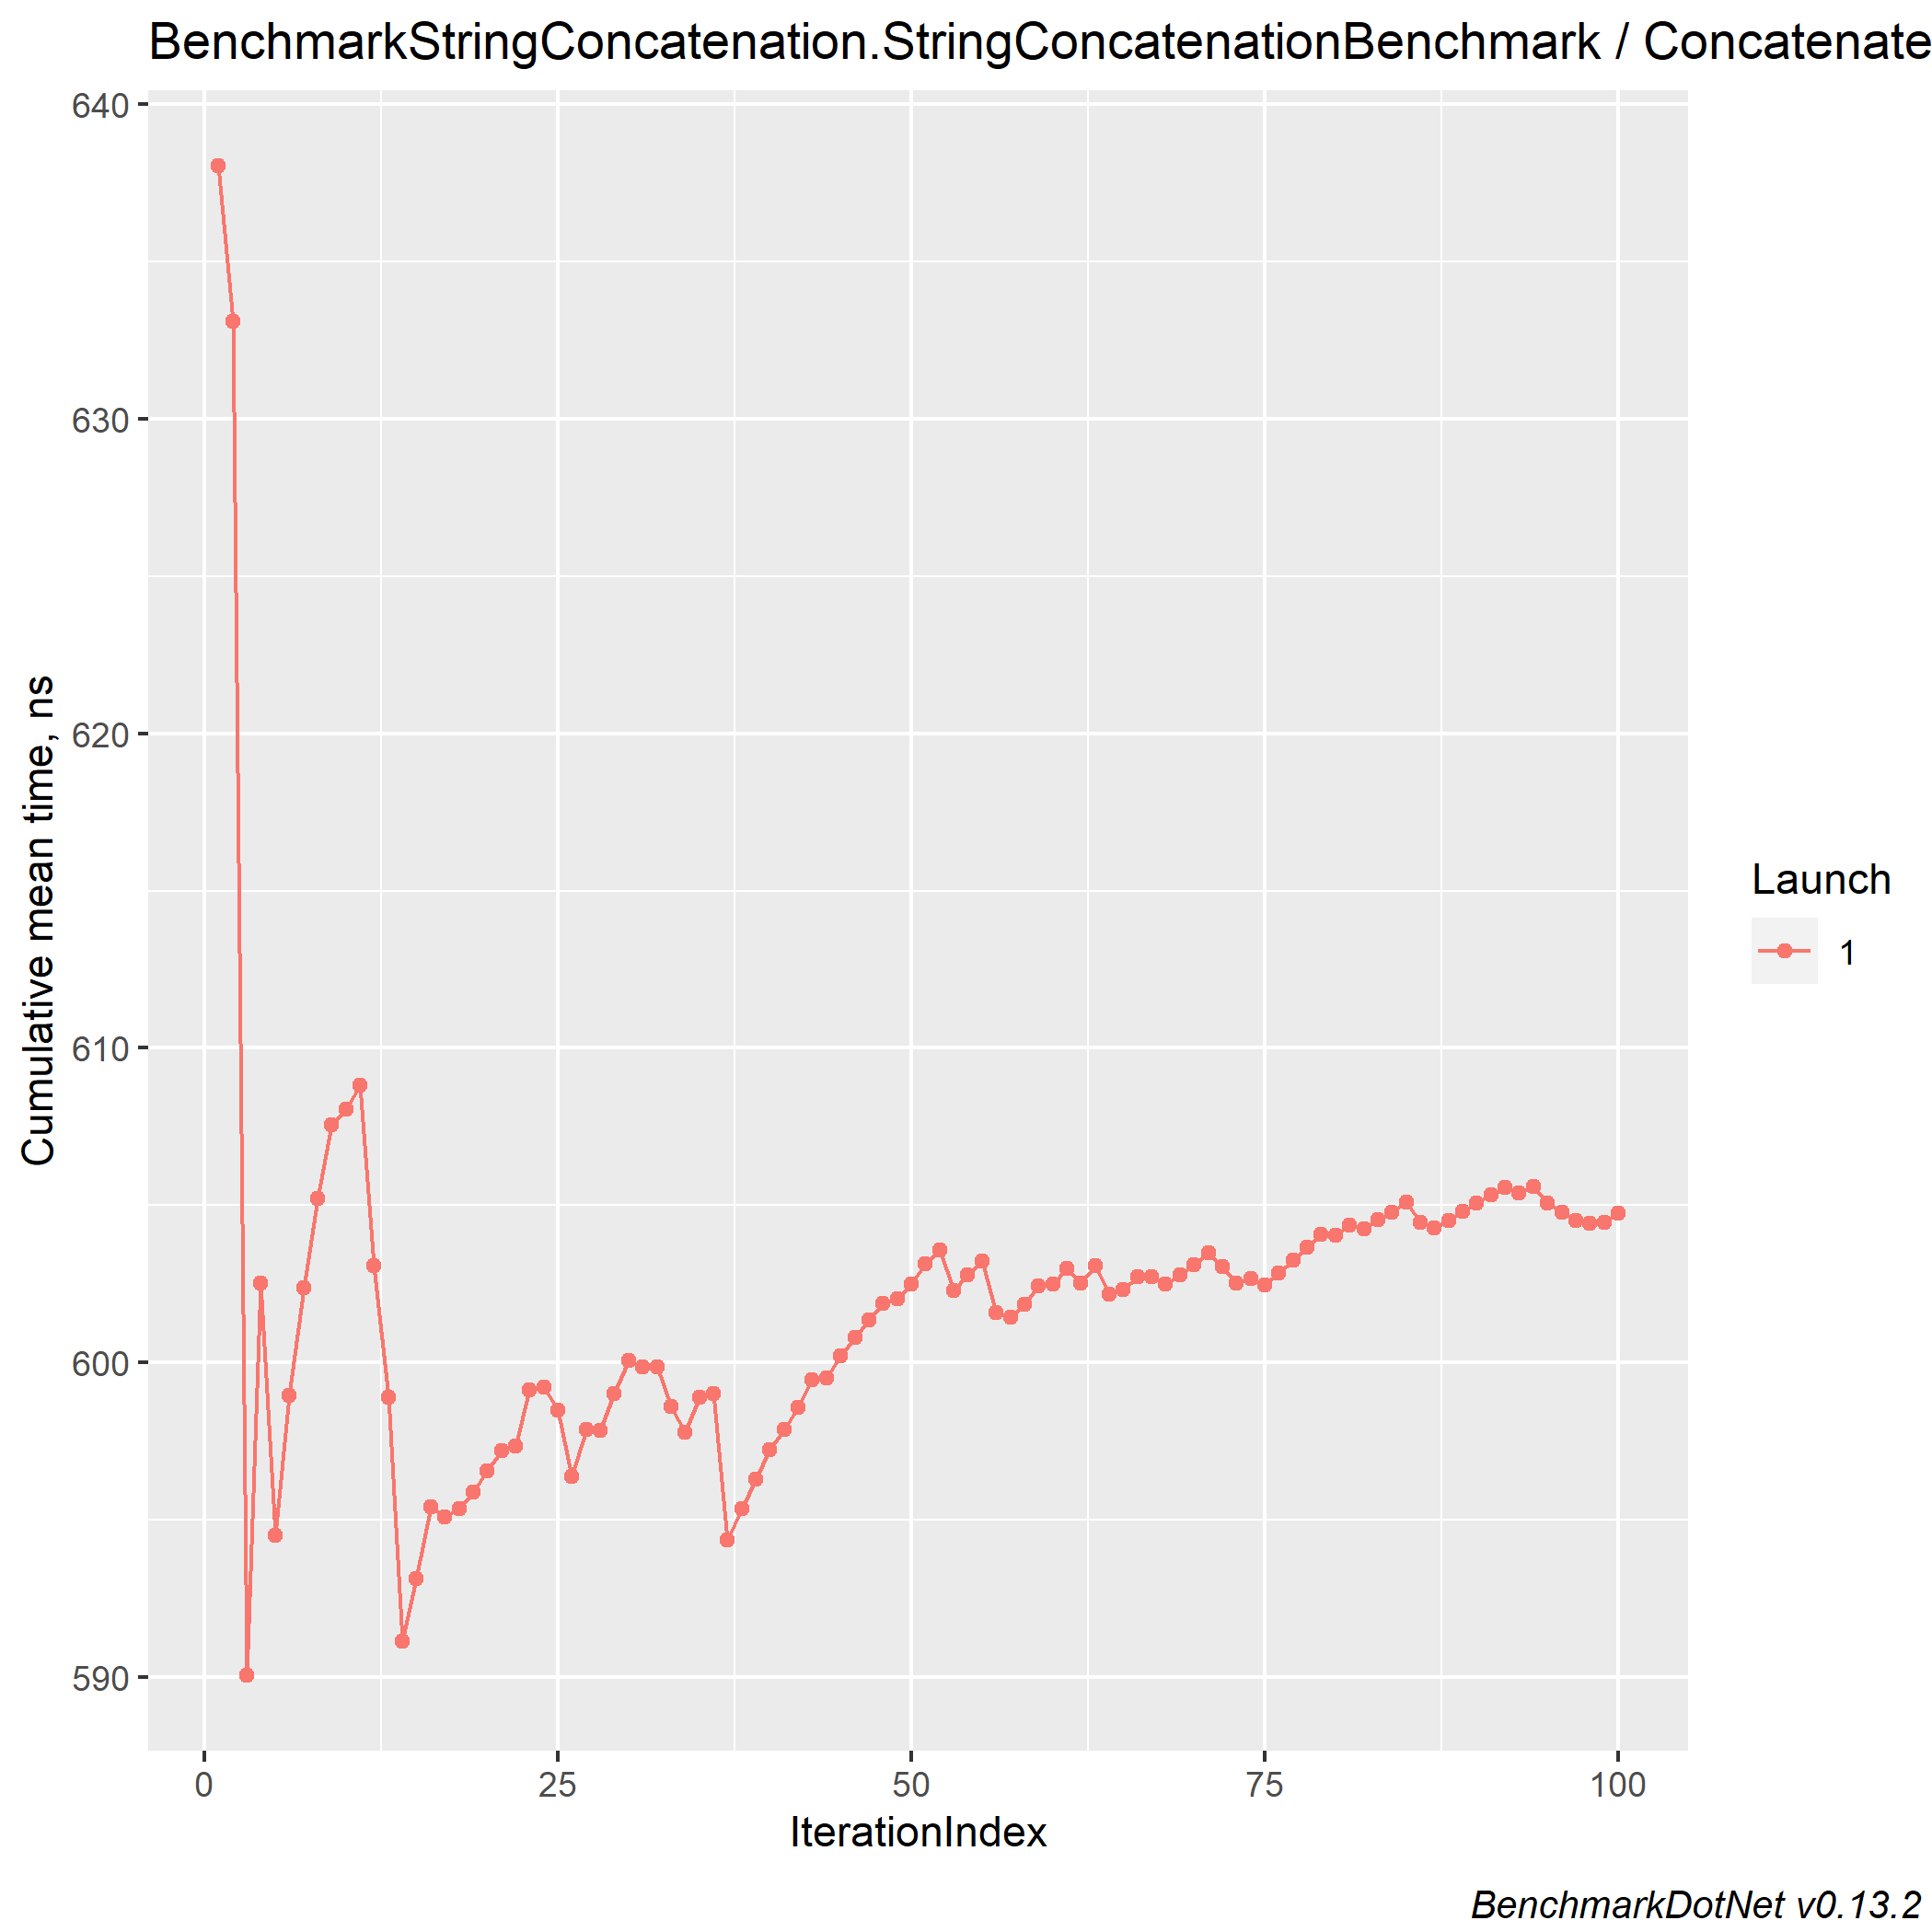 BenchmarkStringConcatenation.StringConcatenationBenchmark / Concatenate
640
630
620
610
600
590
Cumulative mean time, ns
0 25 50 75 100
IterationIndex
Launch
1
BenchmarkDotNet v0.13.2